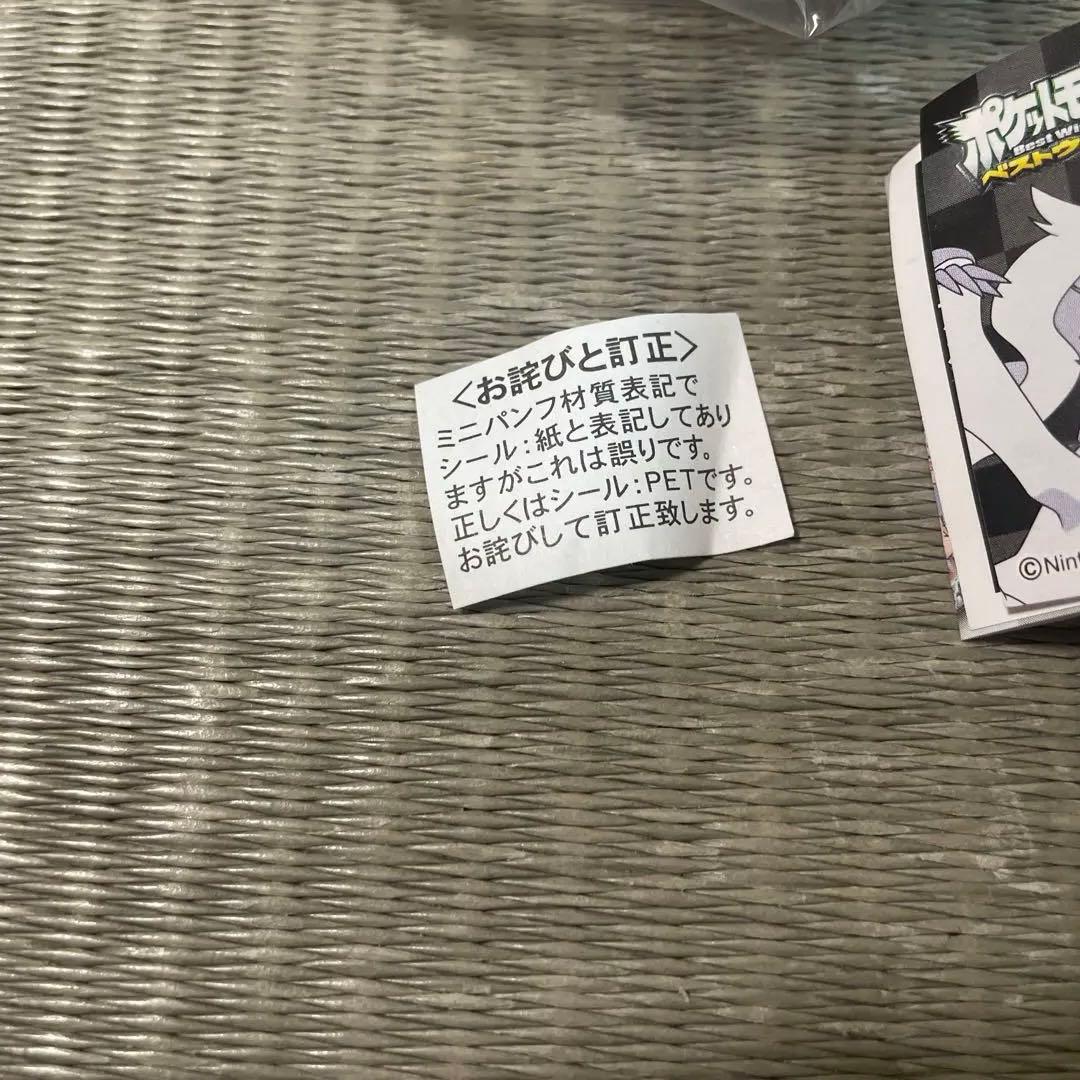 <お詫びと訂正>
ミニパンフ材質表記で
シール:紙と表記してあり
ますがこれは誤りです。
正しくはシール:PETです。
お詫びして訂正致します。
ポケットモ
Best Wi
ベストウ
©Nint